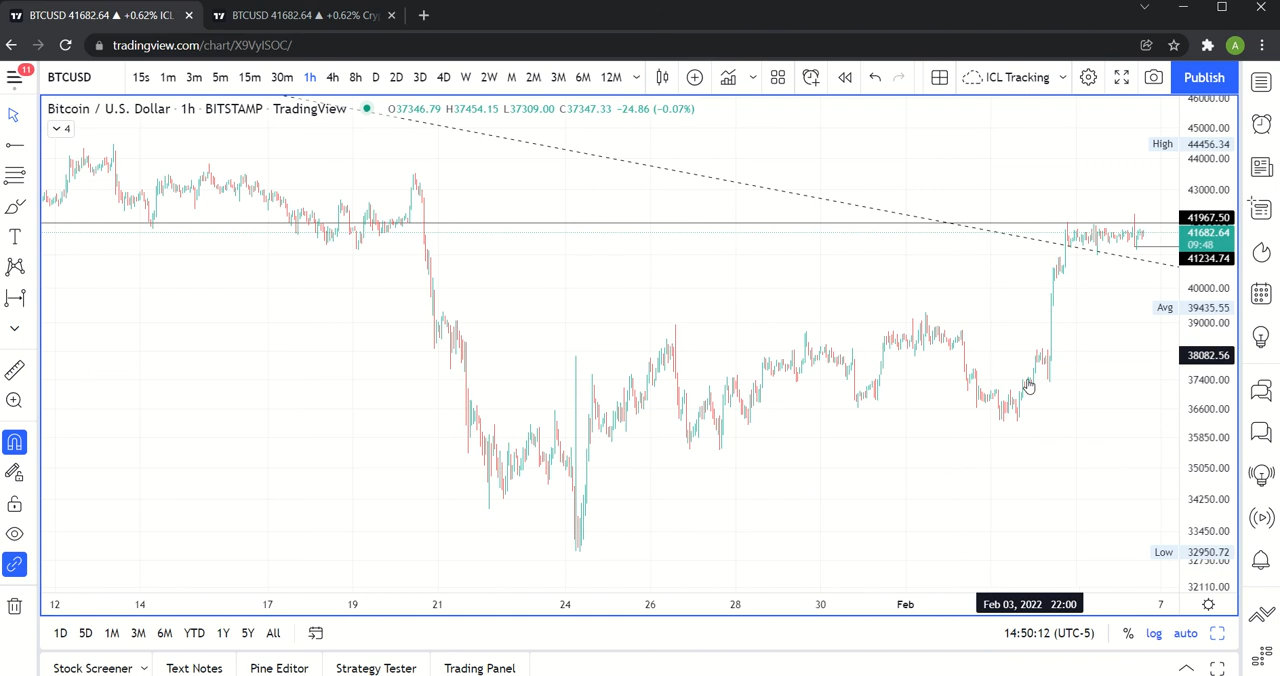 BTCUSD 41682.64 ▲ +0.62% ICL
BTCUSD 41682.64 ▲ +0.62% Cry
tradingview.com/chart/X9VyISOC/
A
11
BTCUSD 15s 1m 3m 5m 15m 30m 1h 4h 8h D 2D 3D 4D W 2W M 2M 3M 6M 12M ICL Tracking Publish
Bitcoin / U.S. Dollar · 1h · BITSTAMP · TradingView O37346.79 H37454.15 L37309.00 C37347.33 −24.86 (−0.07%)
4
46000.00
45000.00
High 44456.34
44000.00
43000.00
41967.50
41682.64
09:48
41234.74
40000.00
Avg 39435.55
39000.00
38082.56
37400.00
36600.00
35850.00
35050.00
34250.00
33450.00
Low 32950.72
32750.00
32110.00
12 14 17 19 21 24 26 28 30 Feb Feb 03, 2022 22:00 7
1D 5D 1M 3M 6M YTD 1Y 5Y All 14:50:12 (UTC-5) % log auto
Stock Screener Text Notes Pine Editor Strategy Tester Trading Panel